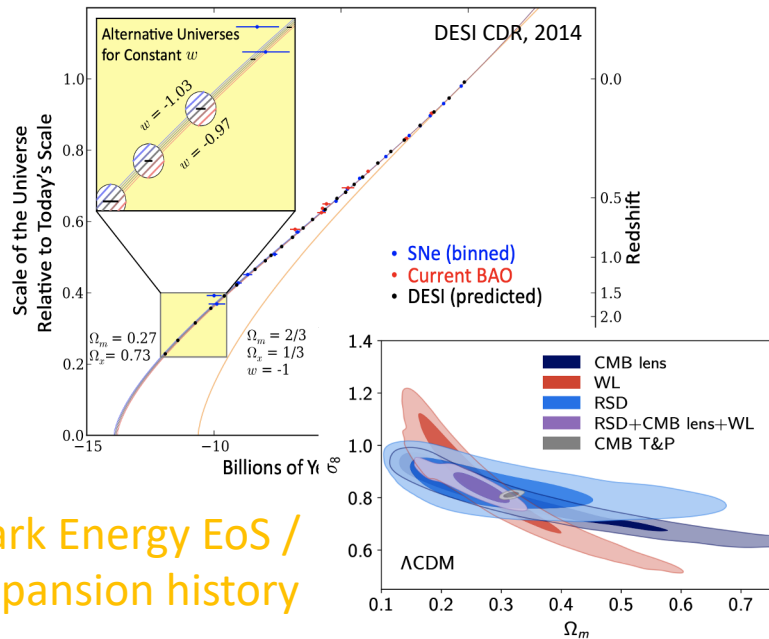 DESI CDR, 2014
Alternative Universes
for Constant w
w = -1.03
w = -0.97
Scale of the Universe
Relative to Today's Scale
1.0
0.8
0.6
0.4
0.2
0.0
Redshift
0.0
0.5
1.0
1.5
2.0
• SNe (binned)
• Current BAO
• DESI (predicted)
Ωm = 0.27
Ωx = 0.73
Ωm = 2/3
Ωx = 1/3
w = -1
−15
−10
Billions of Ye
σ8
1.4
1.2
1.0
0.8
0.6
CMB lens
WL
RSD
RSD+CMB lens+WL
CMB T&P
ΛCDM
0.1
0.2
0.3
0.4
0.5
0.6
0.7
Ωm
ark Energy EoS /
pansion history